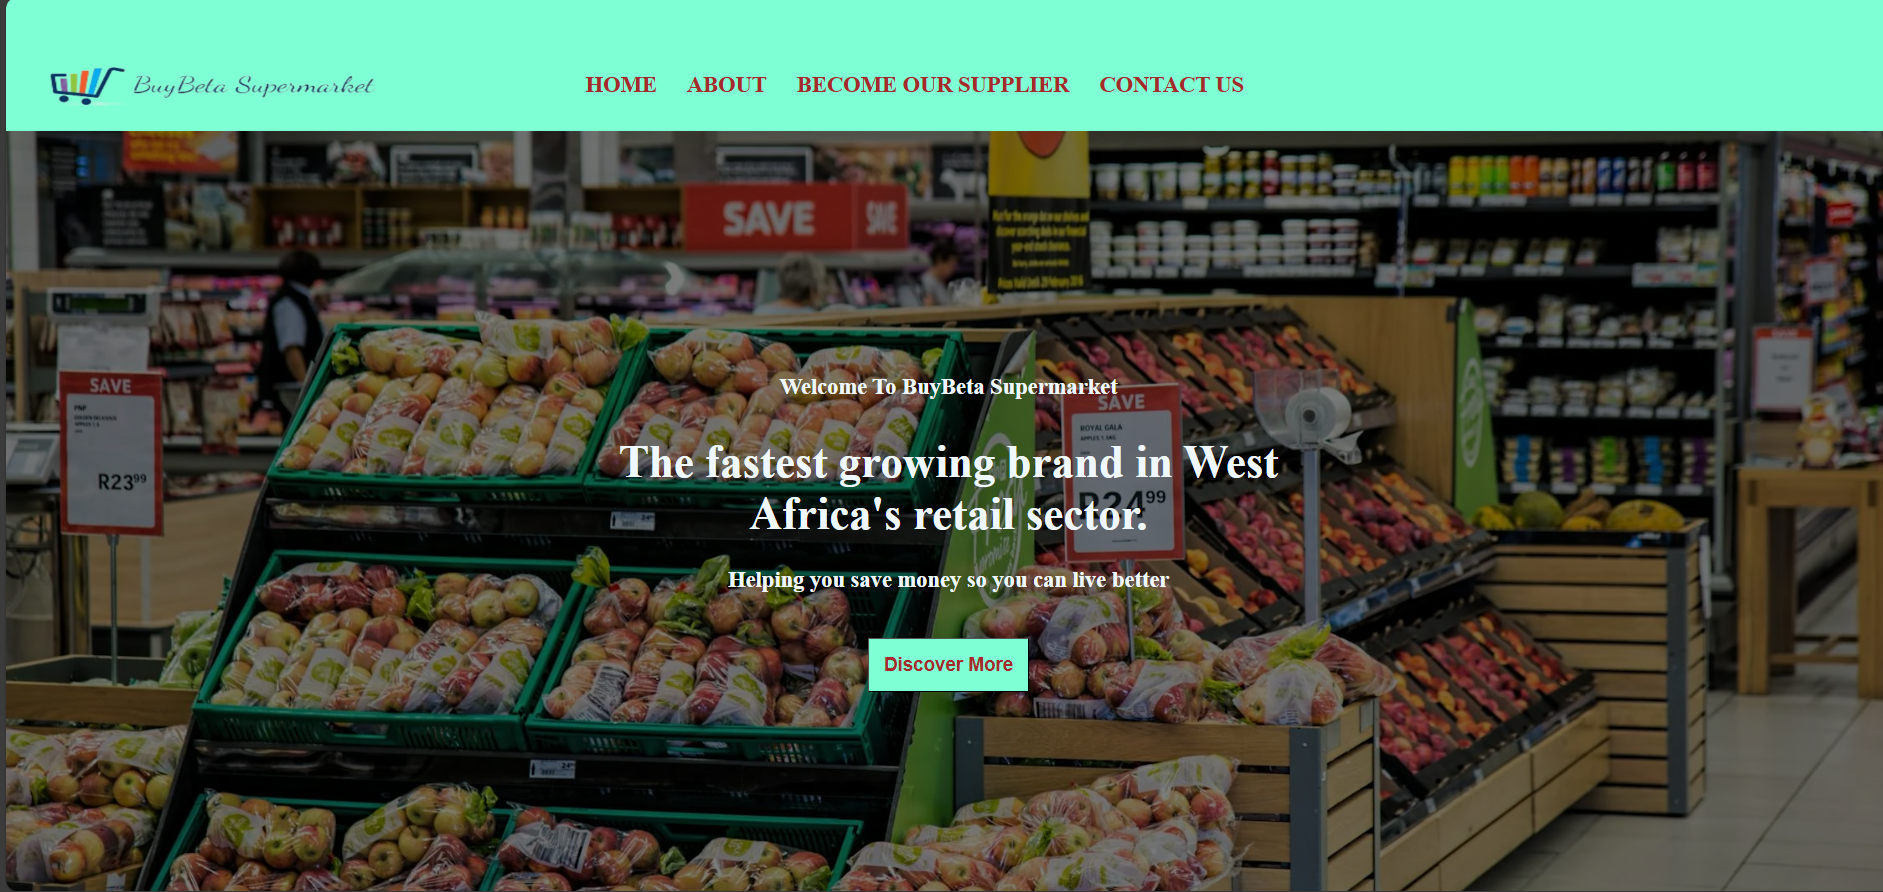 BuyBeta Supermarket
HOME ABOUT BECOME OUR SUPPLIER CONTACT US
SAVE SAVE
Welcome To BuyBeta Supermarket
SAVE
SAVE
ROYAL GALA
The fastest growing brand in West
R2399
R24.99
Africa's retail sector.
Helping you save money so you can live better
Discover More